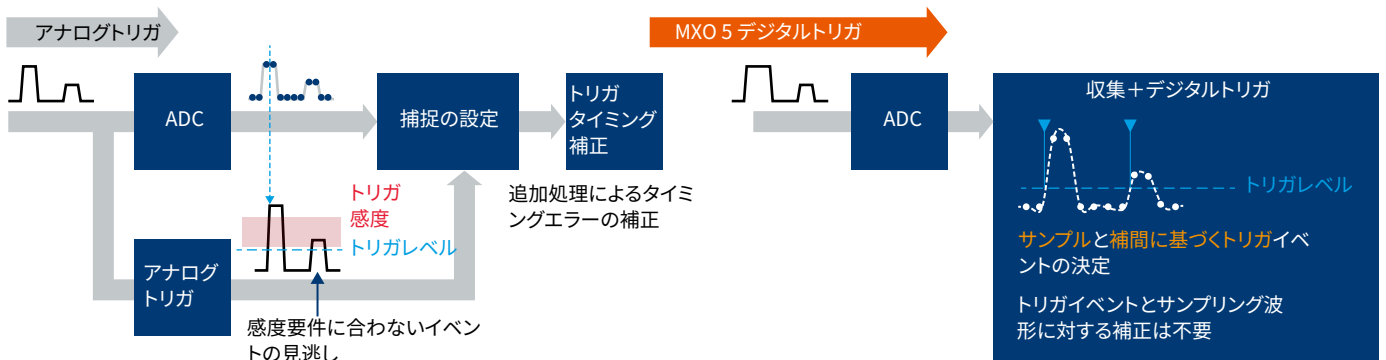 アナログトリガ
ADC
捕捉の設定
トリガ
タイミング
補正
追加処理によるタイミ
ングエラーの補正
トリガ
感度
トリガレベル
アナログ
トリガ
感度要件に合わないイベン
トの見逃し
MXO 5 デジタルトリガ
ADC
収集＋デジタルトリガ
トリガレベル
サンプルと補間に基づくトリガイベ
ントの決定
トリガイベントとサンプリング波
形に対する補正は不要